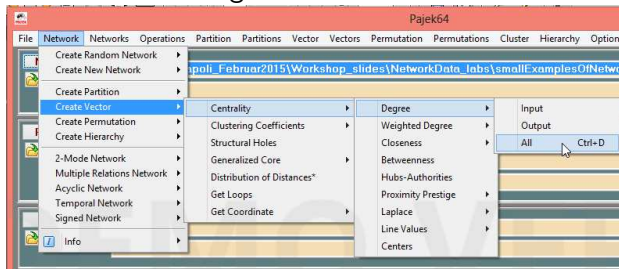 Pajek64
File Network Networks Operations Partition Partitions Vector Vectors Permutation Permutations Cluster Hierarchy Option
Create Random Network
Create New Network
Create Partition
Create Vector
Create Permutation
Create Hierarchy
2-Mode Network
Multiple Relations Network
Acyclic Network
Temporal Network
Signed Network
Info
apoli_Februar2015\Workshop_slides\NetworkData_labs\smallExamplesOfNetw
Centrality
Clustering Coefficients
Structural Holes
Generalized Core
Distribution of Distances*
Get Loops
Get Coordinate
Degree
Weighted Degree
Closeness
Betweenness
Hubs-Authorities
Proximity Prestige
Laplace
Line Values
Centers
Input
Output
All Ctrl+D